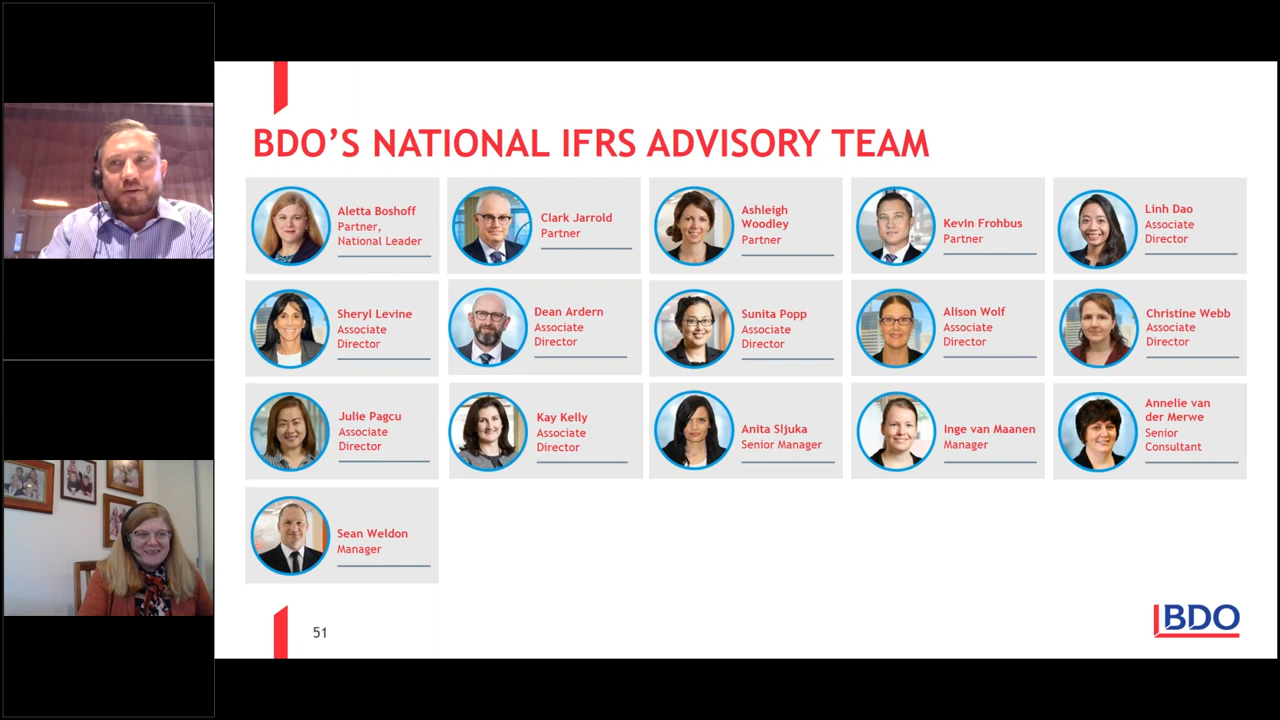 BDO'S NATIONAL IFRS ADVISORY TEAM
Aletta Boshoff
Partner,
National Leader
Clark Jarrold
Partner
Ashleigh
Woodley
Partner
Kevin Frohbus
Partner
Linh Dao
Associate
Director
Sheryl Levine
Associate
Director
Dean Ardern
Associate
Director
Sunita Popp
Associate
Director
Alison Wolf
Associate
Director
Christine Webb
Associate
Director
Julie Pagcu
Associate
Director
Kay Kelly
Associate
Director
Anita Sljuka
Senior Manager
Inge van Maanen
Manager
Annelie van
der Merwe
Senior
Consultant
Sean Weldon
Manager
51
BDO